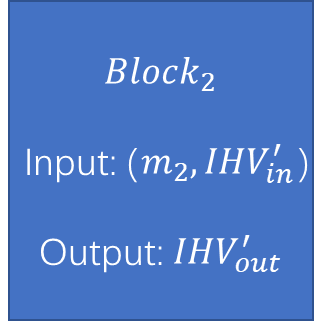 Block₂
Input: (m₂, IHV′ᵢₙ)
Output: IHV′ₒᵤₜ